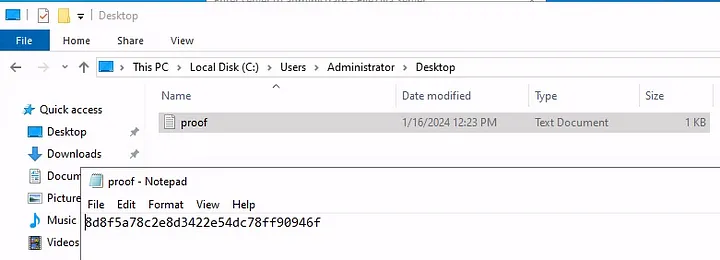 Desktop
File Home Share View
This PC Local Disk (C:) Users Administrator Desktop
Name Date modified Type Size
Quick access
proof 1/16/2024 12:23 PM Text Document 1 KB
Desktop
Downloads
Docum
proof - Notepad
Picture
File Edit Format View Help
Music
8d8f5a78c2e8d3422e54dc78ff90946f
Videos